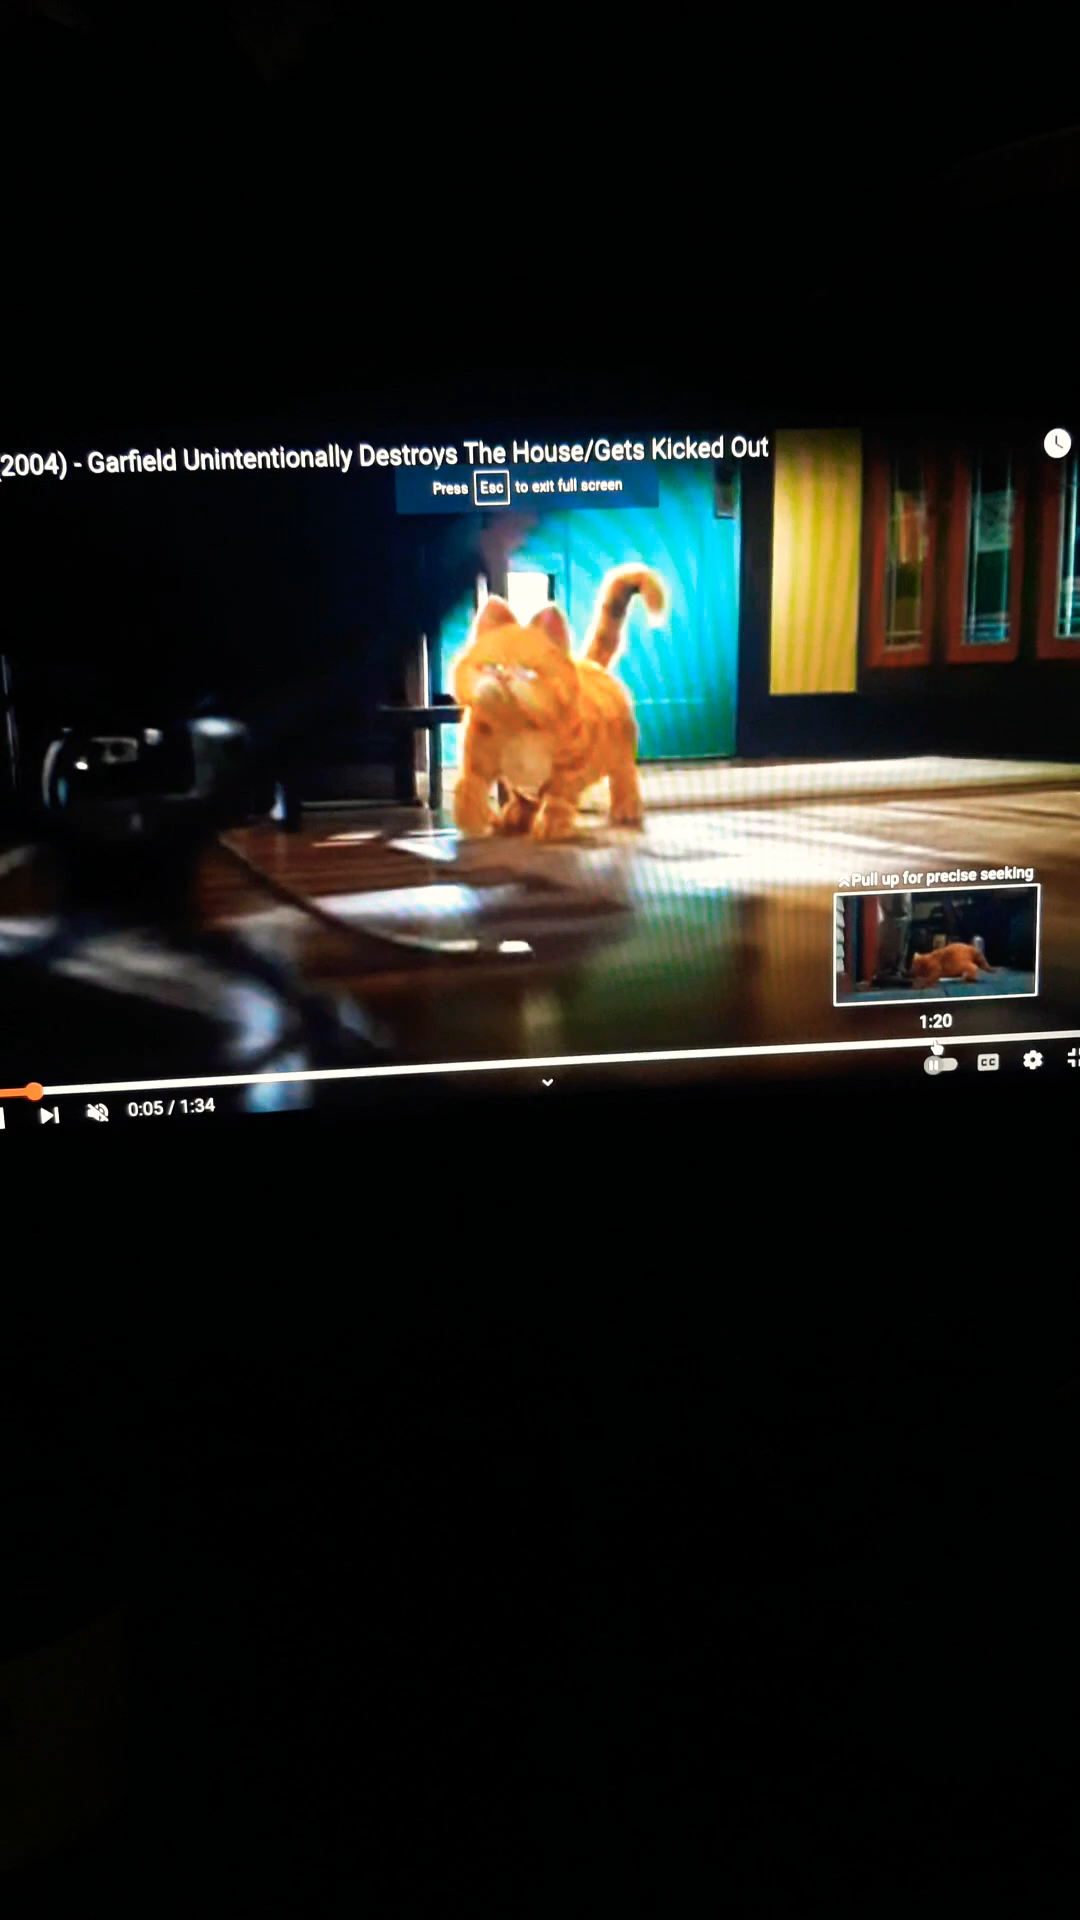 2004) - Garfield Unintentionally Destroys The House/Gets Kicked Out
Press Esc to exit full screen
Pull up for precise seeking
1:20
CC
0:05 / 1:34